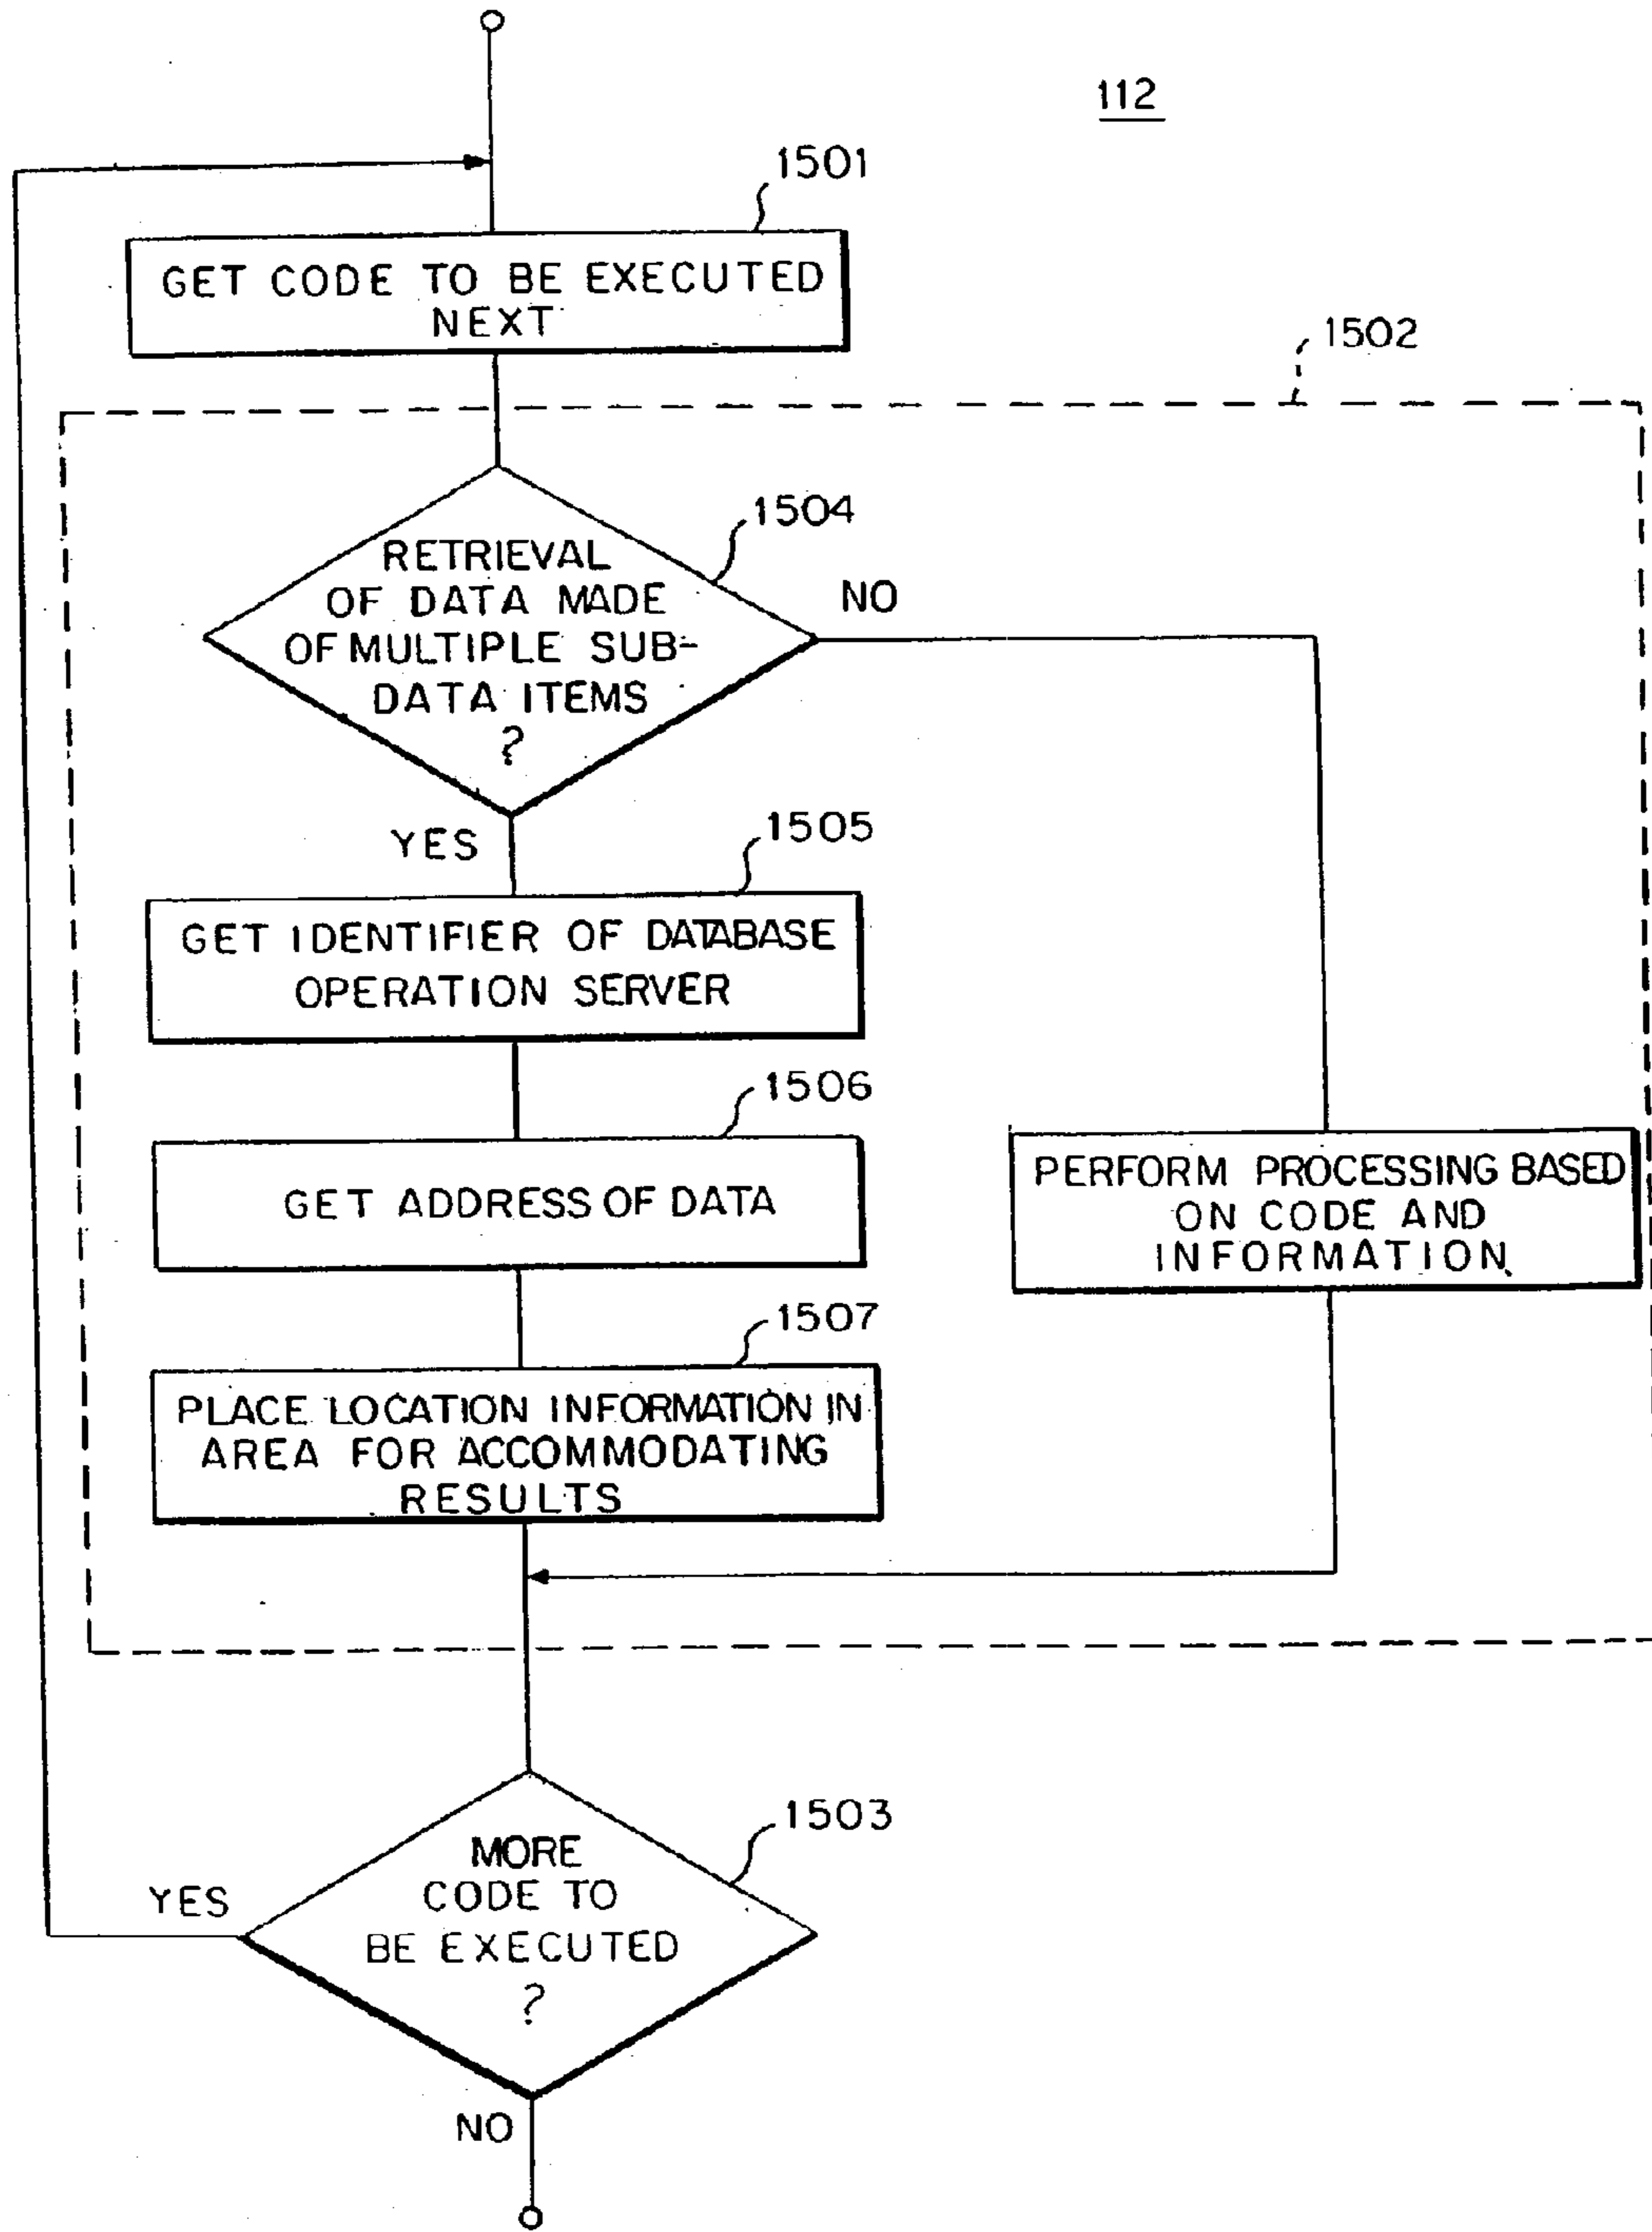 112
1501
GET CODE TO BE EXECUTED
NEXT
1502
1504
RETRIEVAL
OF DATA MADE
OF MULTIPLE SUB-
DATA ITEMS
?
NO
YES
1505
GET IDENTIFIER OF DATABASE
OPERATION SERVER
1506
GET ADDRESS OF DATA
PERFORM PROCESSING BASED
ON CODE AND
INFORMATION
1507
PLACE LOCATION INFORMATION IN
AREA FOR ACCOMMODATING
RESULTS
1503
MORE
CODE TO
BE EXECUTED
?
YES
NO